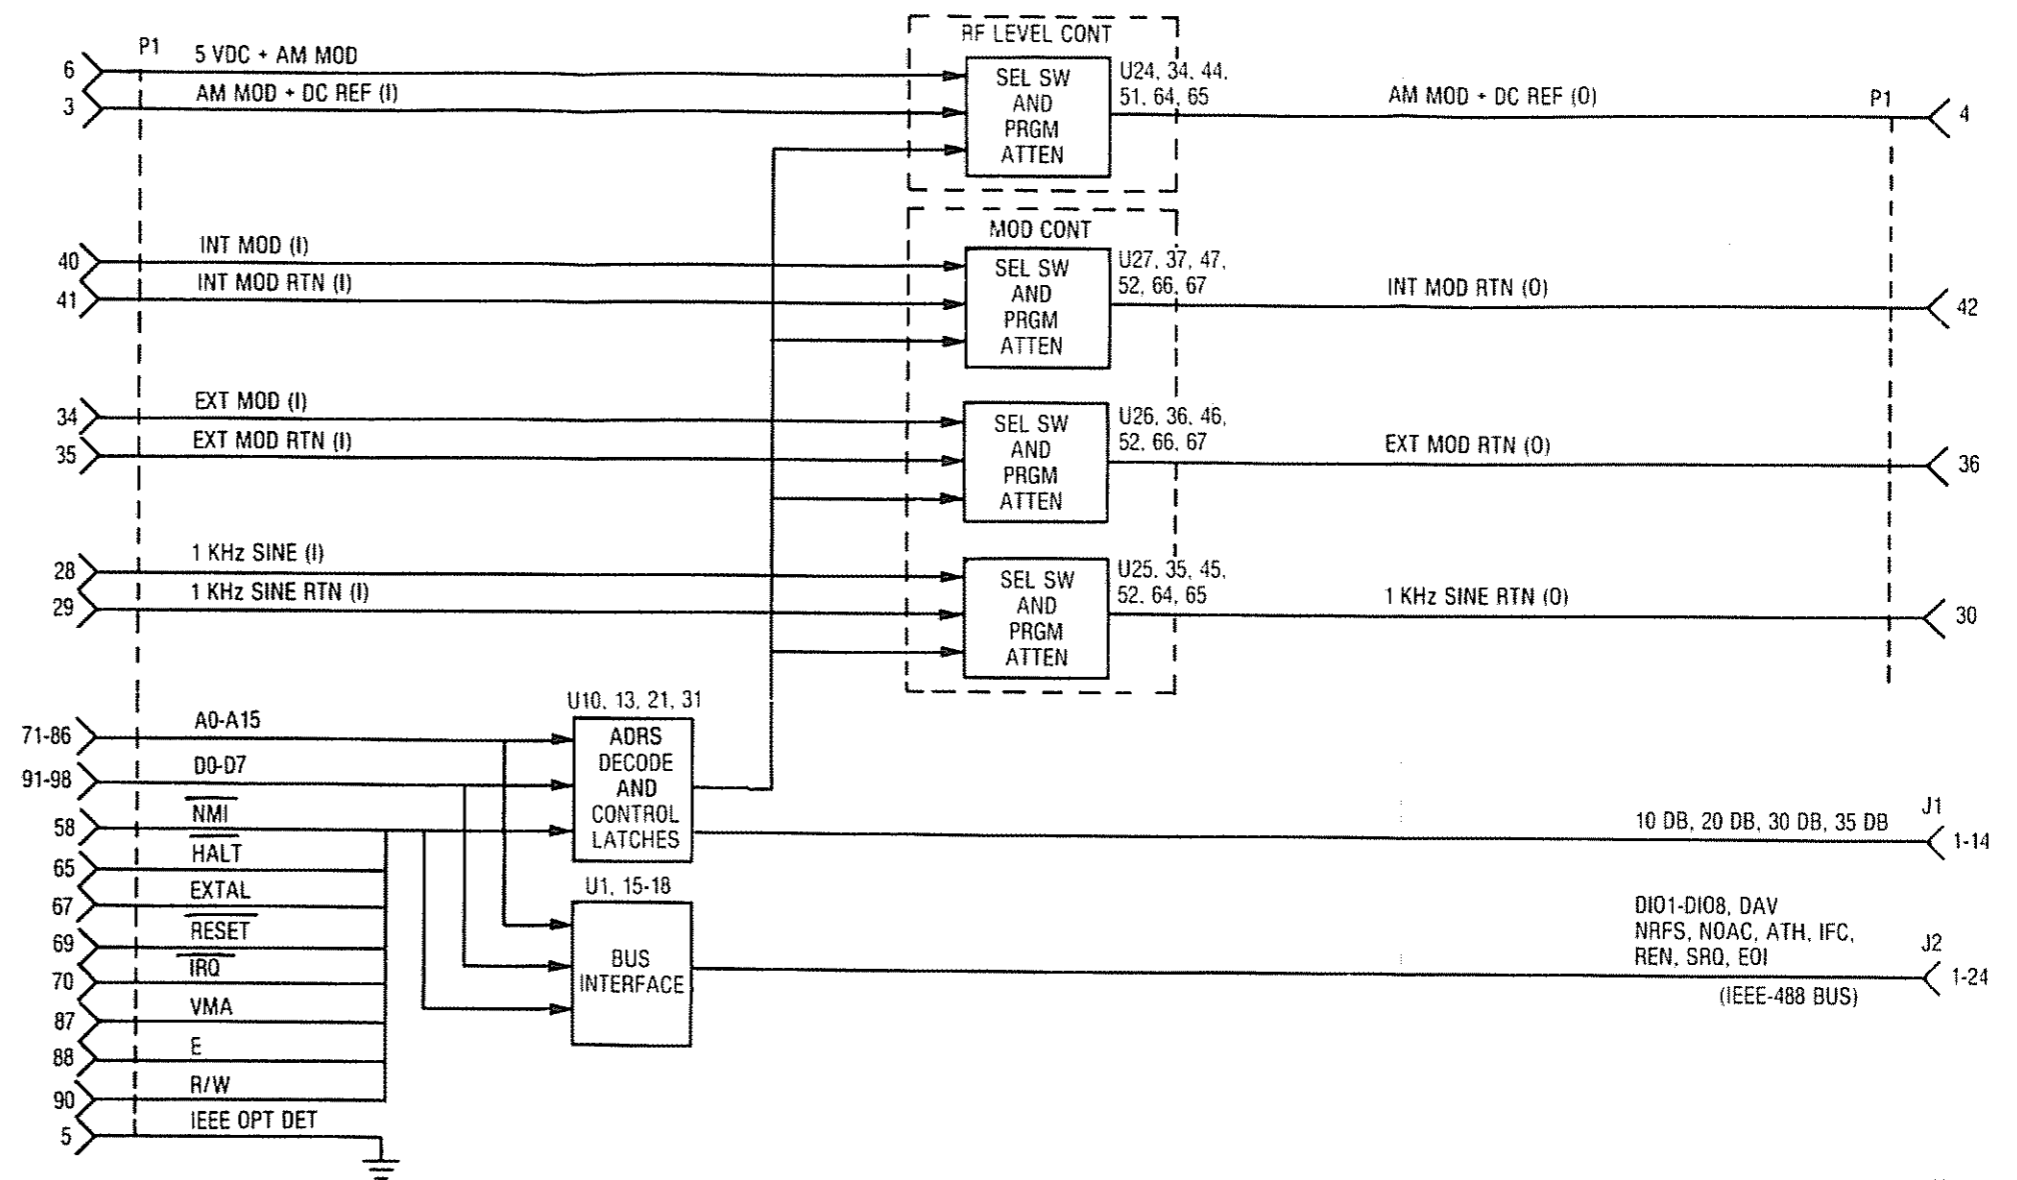 RF LEVEL CONT
P1
5 VDC + AM MOD
6
AM MOD + DC REF (I)
3
SEL SW
AND
PRGM
ATTEN
U24, 34, 44,
51, 64, 65
AM MOD + DC REF (O)
P1
4
MOD CONT
INT MOD (I)
40
INT MOD RTN (I)
41
SEL SW
AND
PRGM
ATTEN
U27, 37, 47,
52, 66, 67
INT MOD RTN (O)
42
EXT MOD (I)
34
EXT MOD RTN (I)
35
SEL SW
AND
PRGM
ATTEN
U26, 36, 46,
52, 66, 67
EXT MOD RTN (O)
36
1 KHz SINE (I)
28
1 KHz SINE RTN (I)
29
SEL SW
AND
PRGM
ATTEN
U25, 35, 45,
52, 64, 65
1 KHz SINE RTN (O)
30
U10, 13, 21, 31
A0-A15
71-86
D0-D7
91-98
NMI
58
HALT
65
EXTAL
67
RESET
69
IRQ
70
VMA
87
E
88
R/W
90
IEEE OPT DET
5
ADRS
DECODE
AND
CONTROL
LATCHES
10 DB, 20 DB, 30 DB, 35 DB
J1
1-14
U1, 15-18
BUS
INTERFACE
DIO1-DIO8, DAV
NRFS, NOAC, ATH, IFC,
REN, SRQ, EOI
(IEEE-488 BUS)
J2
1-24